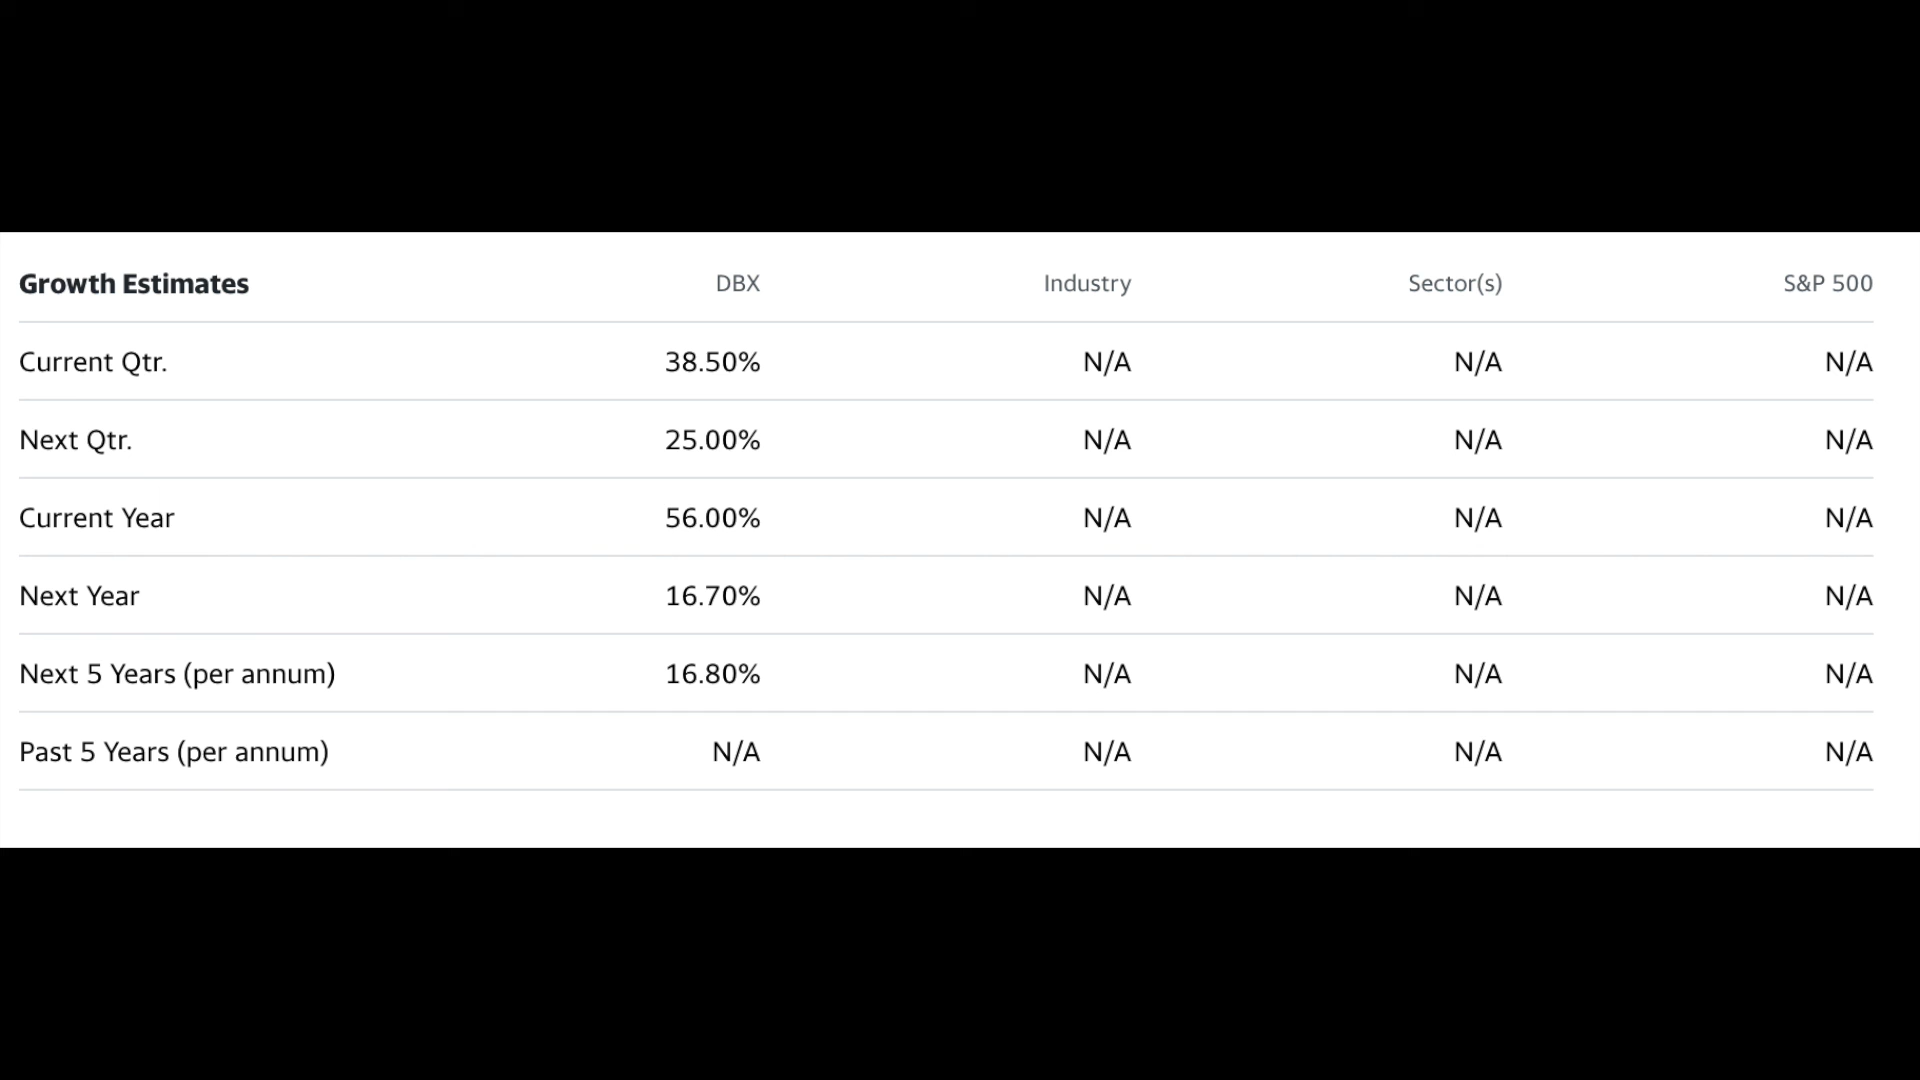 Growth Estimates DBX Industry Sector(s) S&P 500
Current Qtr. 38.50% N/A N/A N/A
Next Qtr. 25.00% N/A N/A N/A
Current Year 56.00% N/A N/A N/A
Next Year 16.70% N/A N/A N/A
Next 5 Years (per annum) 16.80% N/A N/A N/A
Past 5 Years (per annum) N/A N/A N/A N/A